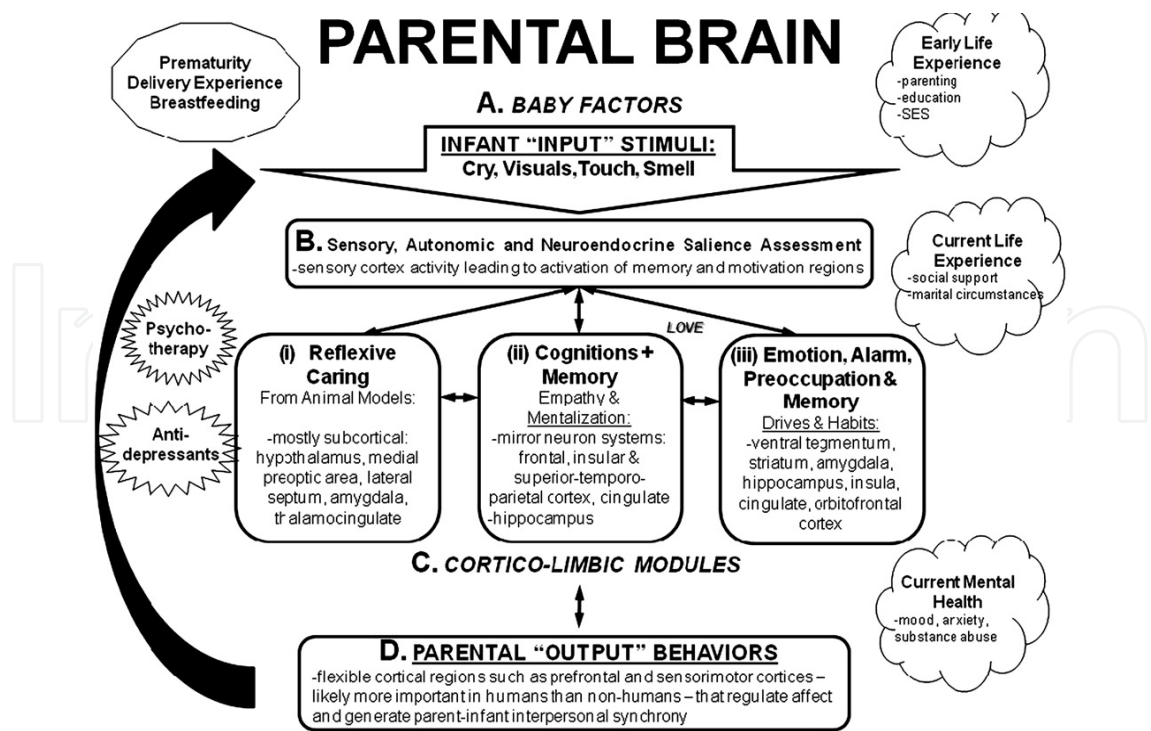 PARENTAL BRAIN
Prematurity
Delivery Experience
Breastfeeding
Early Life
Experience
-parenting
-education
-SES
A. BABY FACTORS
INFANT “INPUT” STIMULI:
Cry, Visuals, Touch, Smell
B. Sensory, Autonomic and Neuroendocrine Salience Assessment
-sensory cortex activity leading to activation of memory and motivation regions
Current Life
Experience
-social support
-marital circumstances
LOVE
Psycho-
therapy
Anti-
depressants
(i) Reflexive
Caring
From Animal Models:
-mostly subcortical:
hypothalamus, medial
preoptic area, lateral
septum, amygdala,
thalamocingulate
(ii) Cognitions +
Memory
Empathy &
Mentalization:
-mirror neuron systems:
frontal, insular &
superior-temporo-
parietal cortex, cingulate
-hippocampus
(iii) Emotion, Alarm,
Preoccupation &
Memory
Drives & Habits:
-ventral tegmentum,
striatum, amygdala,
hippocampus, insula,
cingulate, orbitofrontal
cortex
C. CORTICO-LIMBIC MODULES
Current Mental
Health
-mood, anxiety,
substance abuse
D. PARENTAL “OUTPUT” BEHAVIORS
-flexible cortical regions such as prefrontal and sensorimotor cortices –
likely more important in humans than non-humans – that regulate affect
and generate parent-infant interpersonal synchrony